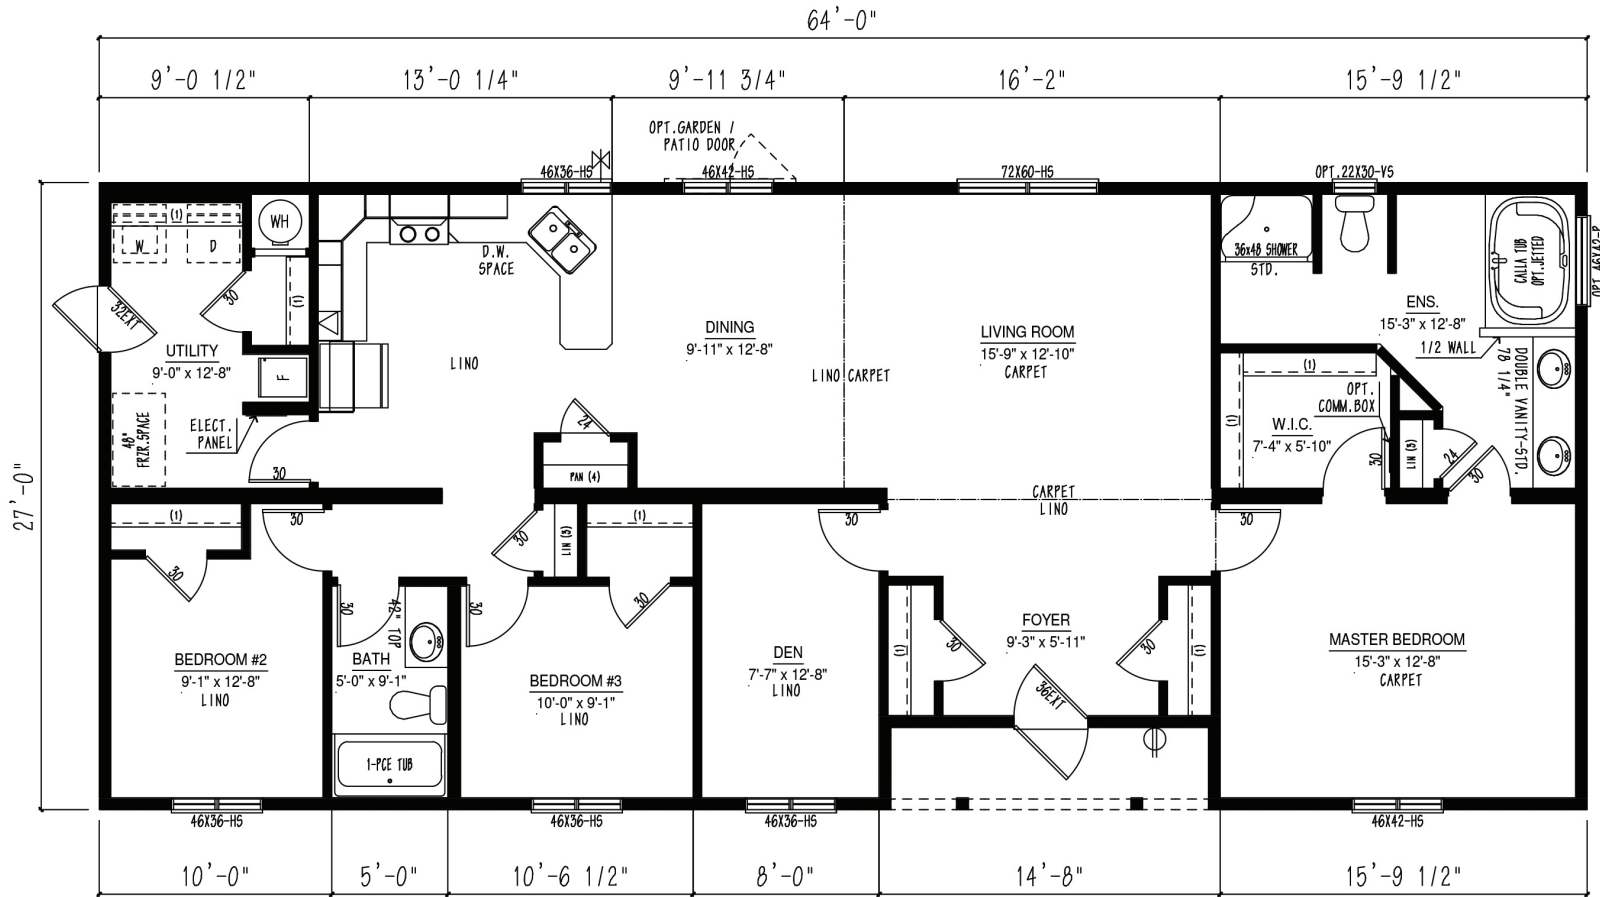 64'-0"
9'-0 1/2"
13'-0 1/4"
9'-11 3/4"
16'-2"
15'-9 1/2"
OPT.GARDEN /
PATIO DOOR
46X36-HS
46X42-HS
72X60-HS
OPT.22X30-VS
(1)
W
D
WH
30
(1)
32EXT
UTILITY
9'-0" x 12'-8"
F
ELECT.
PANEL
48"
FRZR.SPACE
30
D.W.
SPACE
LINO
DINING
9'-11" x 12'-8"
LINO
CARPET
24
PAN (4)
LIVING ROOM
15'-9" x 12'-10"
CARPET
CARPET
LINO
36x48 SHOWER
STD.
ENS.
15'-3" x 12'-8"
CALLA TUB
OPT.JETTED
1/2 WALL
DOUBLE VANITY-STD.
78 1/4"
(1)
(1)
OPT.
COMM.BOX
W.I.C.
7'-4" x 5'-10"
30
LIN (3)
24
30
27'-0"
(1)
30
30
BEDROOM #2
9'-1" x 12'-8"
LINO
30
42" TOP
BATH
5'-0" x 9'-1"
1-PCE TUB
30
LIN (3)
(1)
30
30
BEDROOM #3
10'-0" x 9'-1"
LINO
DEN
7'-7" x 12'-8"
LINO
30
(1)
30
FOYER
9'-3" x 5'-11"
36EXT
30
(1)
30
MASTER BEDROOM
15'-3" x 12'-8"
CARPET
46X36-HS
46X36-HS
46X36-HS
46X42-HS
10'-0"
5'-0"
10'-6 1/2"
8'-0"
14'-8"
15'-9 1/2"